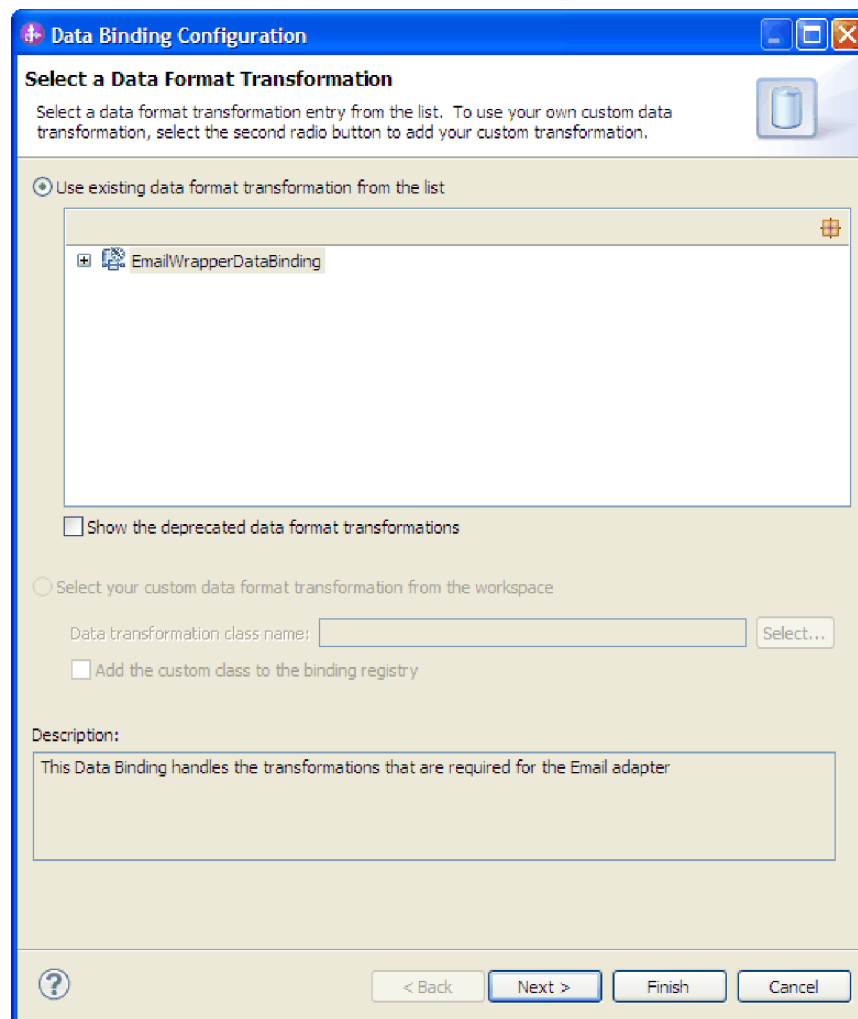 Data Binding Configuration
Select a Data Format Transformation
Select a data format transformation entry from the list. To use your own custom data
transformation, select the second radio button to add your custom transformation.
Use existing data format transformation from the list
EmailWrapperDataBinding
Show the deprecated data format transformations
Select your custom data format transformation from the workspace
Data transformation class name: Select...
Add the custom class to the binding registry
Description:
This Data Binding handles the transformations that are required for the Email adapter
? < Back Next > Finish Cancel